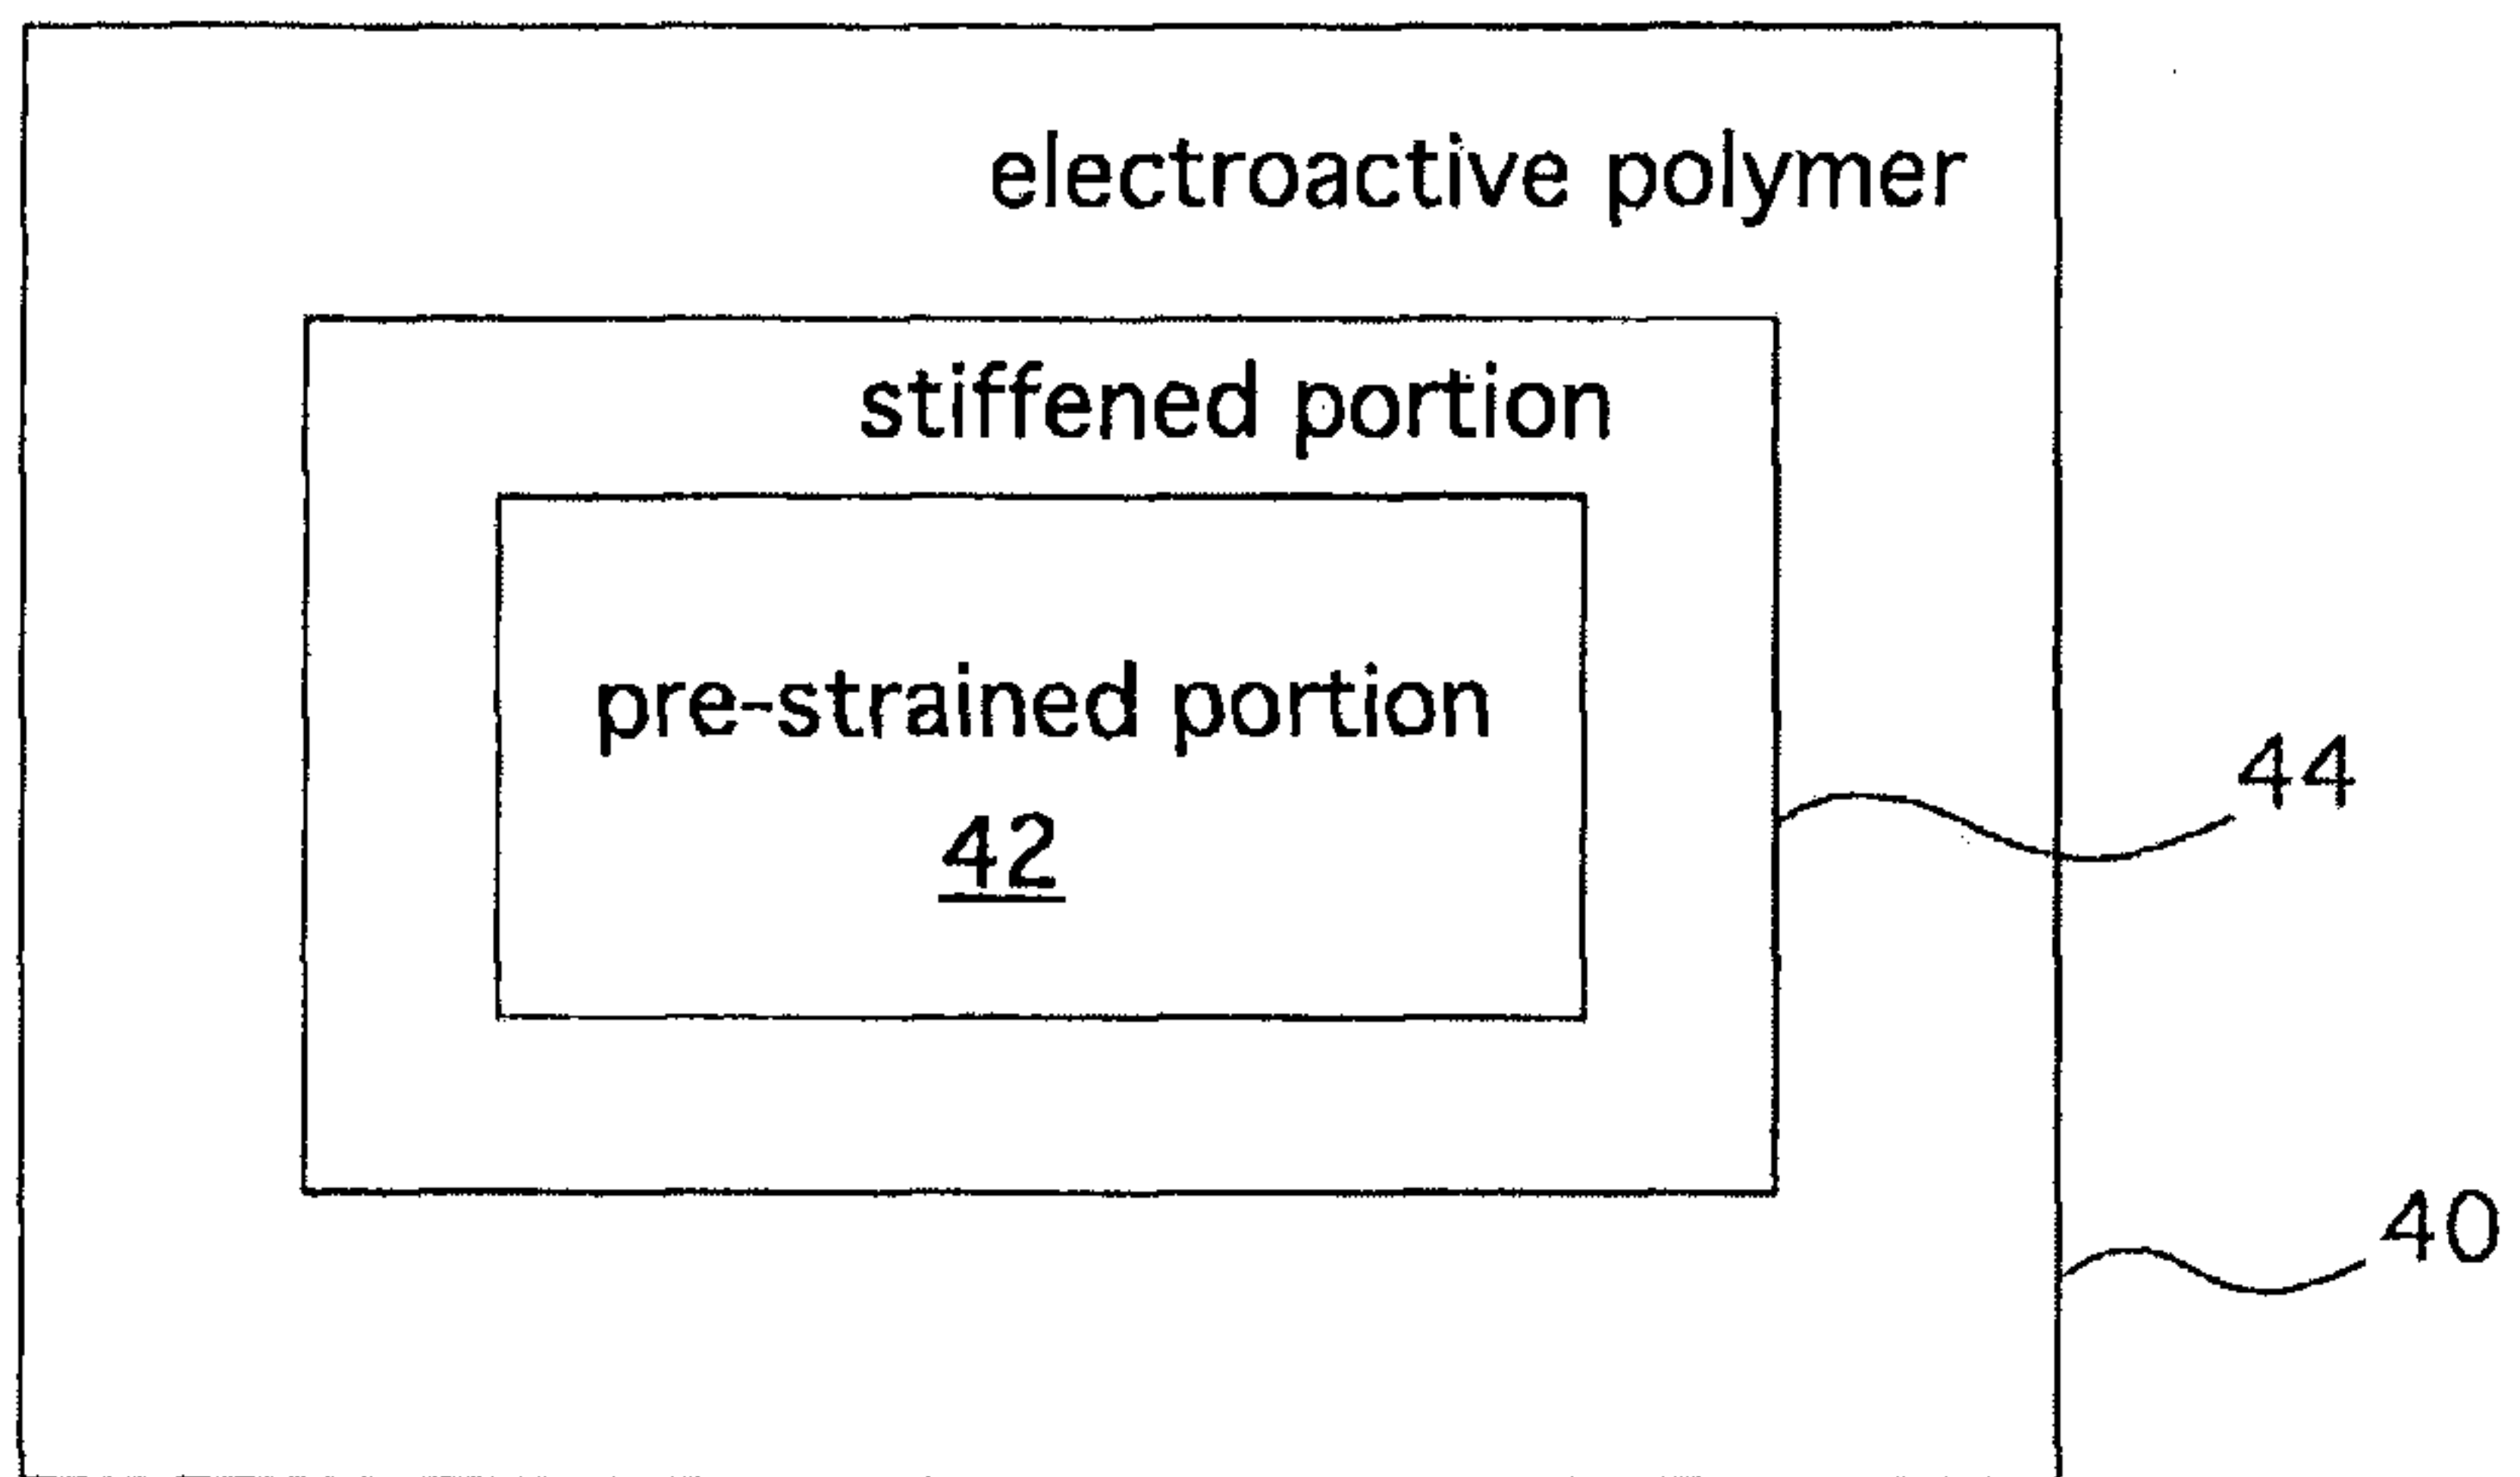 electroactive polymer
stiffened portion
pre-strained portion
42
44
40